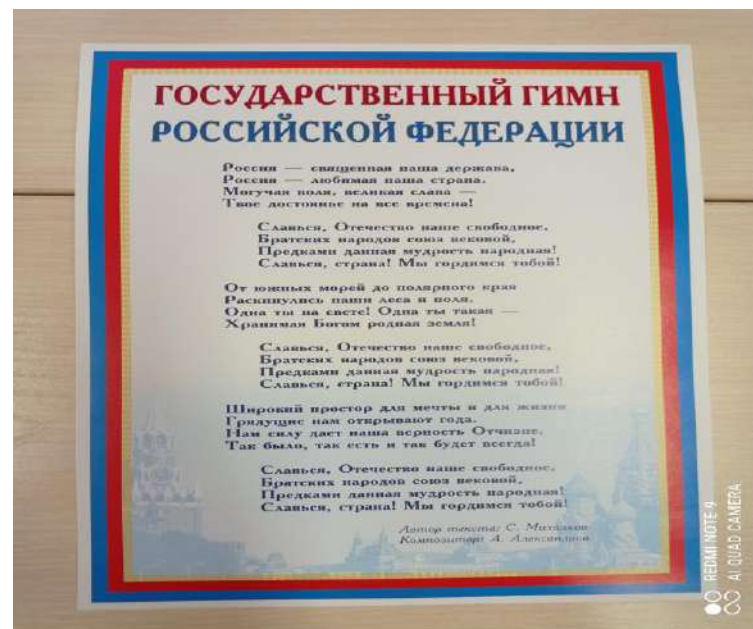 ГОСУДАРСТВЕННЫЙ ГИМН
РОССИЙСКОЙ ФЕДЕРАЦИИ
Россия — священная наша держава,
Россия — любимая наша страна.
Могучая воля, великая слава —
Твое достоянье на все времена!
Славься, Отечество наше свободное,
Братских народов союз вековой,
Предками данная мудрость народная!
Славься, страна! Мы гордимся тобой!
От южных морей до полярного края
Раскинулись наши леса и поля.
Одна ты на свете! Одна ты такая —
Хранимая Богом родная земля!
Славься, Отечество наше свободное,
Братских народов союз вековой,
Предками данная мудрость народная!
Славься, страна! Мы гордимся тобой!
Широкий простор для мечты и для жизни
Грядущие нам открывают года.
Нам силу дает наша верность Отчизне.
Так было, так есть и так будет всегда!
Славься, Отечество наше свободное,
Братских народов союз вековой,
Предками данная мудрость народная!
Славься, страна! Мы гордимся тобой!
Автор текста: С. Михалков
Композитор: А. Александров
REDMI NOTE 9
AI QUAD CAMERA